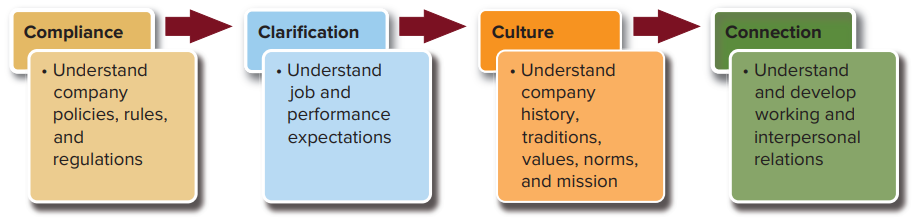 Compliance
• Understand
company
policies, rules,
and
regulations
Clarification
• Understand
job and
performance
expectations
Culture
• Understand
company
history,
traditions,
values, norms,
and mission
Connection
• Understand
and develop
working and
interpersonal
relations